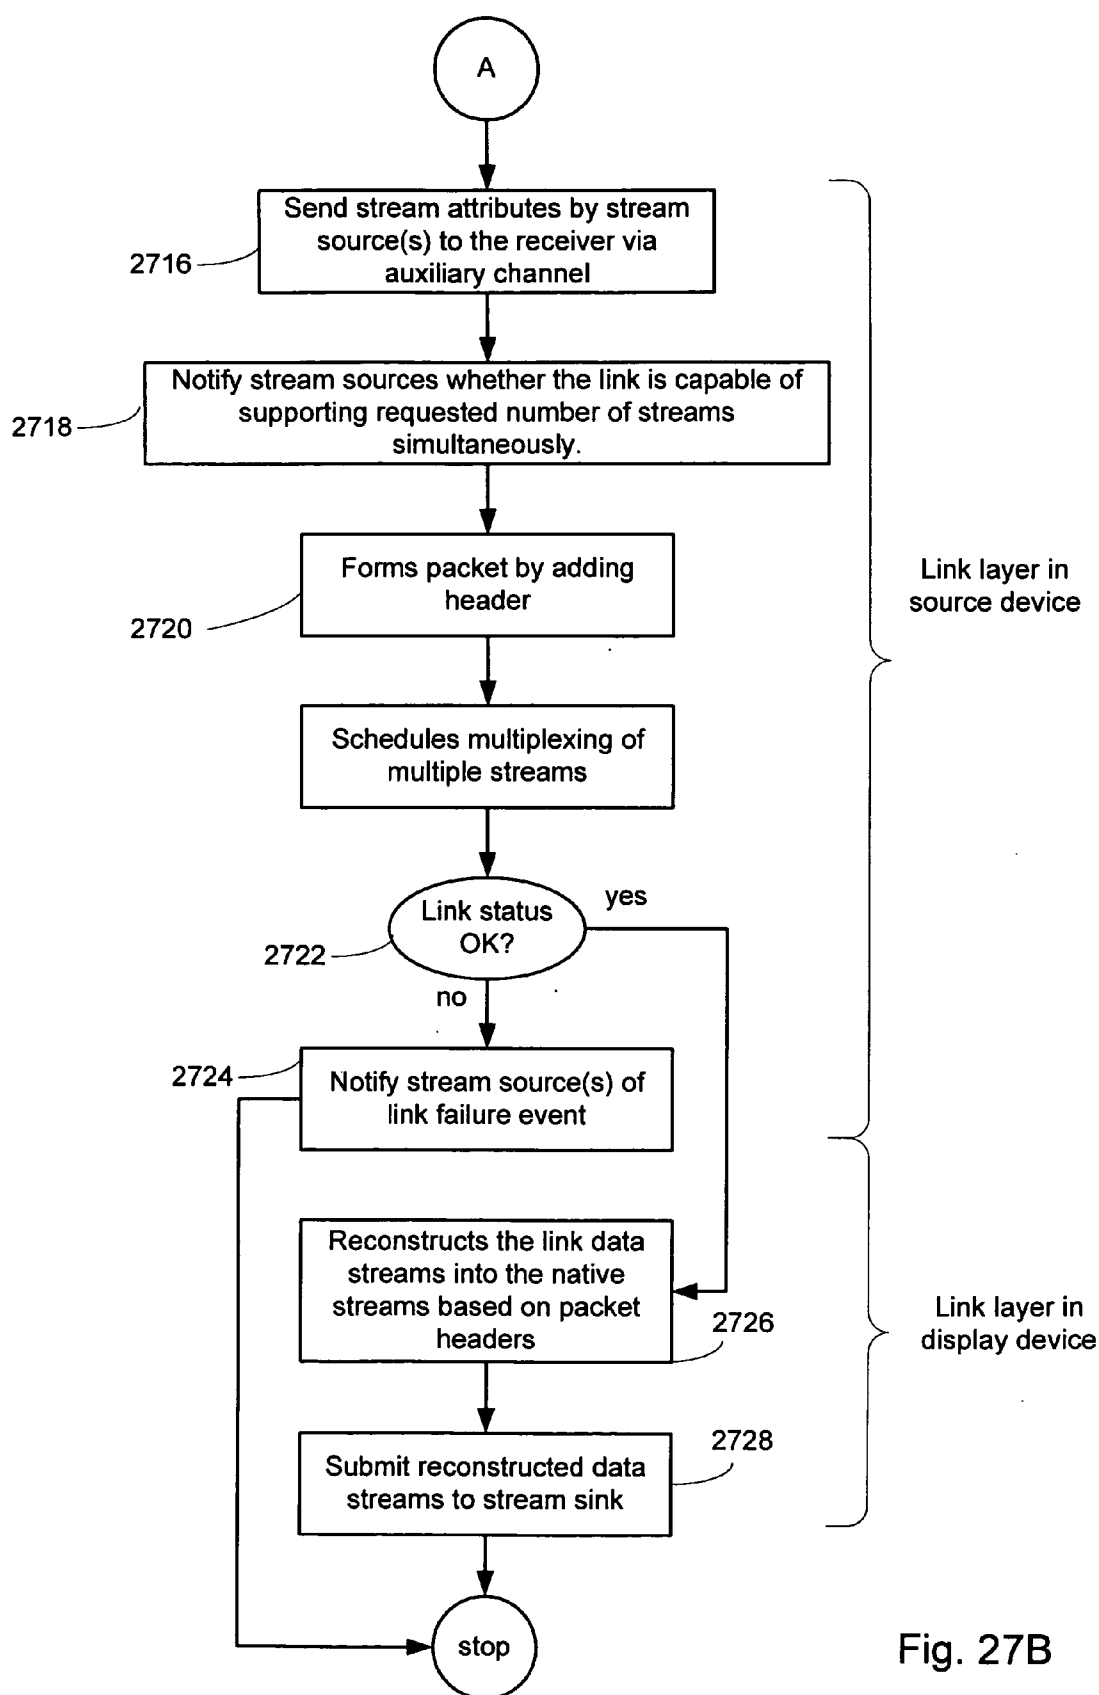 A
Send stream attributes by stream
source(s) to the receiver via
auxiliary channel
2716
Notify stream sources whether the link is capable of
supporting requested number of streams
simultaneously.
2718
Forms packet by adding
header
2720
Link layer in
source device
Schedules multiplexing of
multiple streams
Link status
OK?
yes
2722
no
2724
Notify stream source(s) of
link failure event
Reconstructs the link data
streams into the native
streams based on packet
headers
2726
Link layer in
display device
2728
Submit reconstructed data
streams to stream sink
stop
Fig. 27B